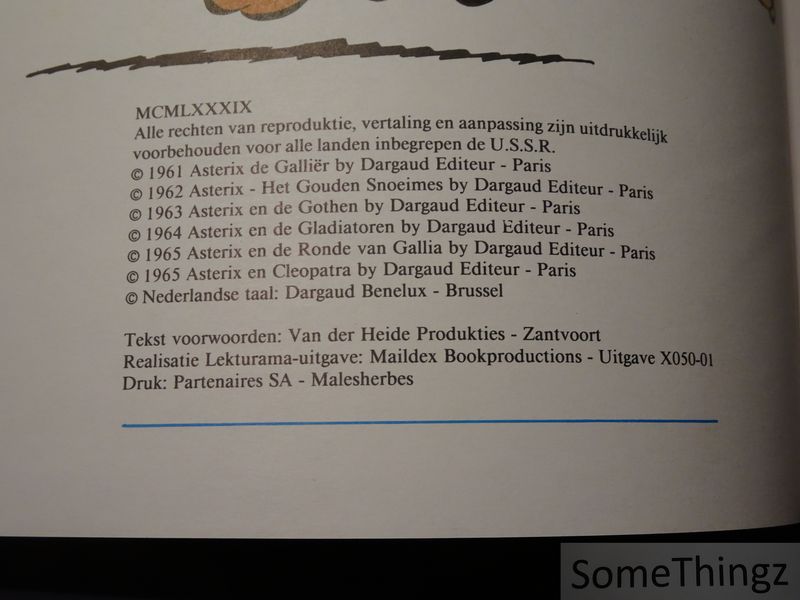 MCMLXXXIX
Alle rechten van reproduktie, vertaling en aanpassing zijn uitdrukkelijk
voorbehouden voor alle landen inbegrepen de U.S.S.R.
© 1961 Asterix de Galliër by Dargaud Editeur - Paris
© 1962 Asterix - Het Gouden Snoeimes by Dargaud Editeur - Paris
© 1963 Asterix en de Gothen by Dargaud Editeur - Paris
© 1964 Asterix en de Gladiatoren by Dargaud Editeur - Paris
© 1965 Asterix en de Ronde van Gallia by Dargaud Editeur - Paris
© 1965 Asterix en Cleopatra by Dargaud Editeur - Paris
© Nederlandse taal: Dargaud Benelux - Brussel
Tekst voorwoorden: Van der Heide Produkties - Zantvoort
Realisatie Lekturama-uitgave: Maildex Bookproductions - Uitgave X050-01
Druk: Partenaires SA - Malesherbes
SomeThingz